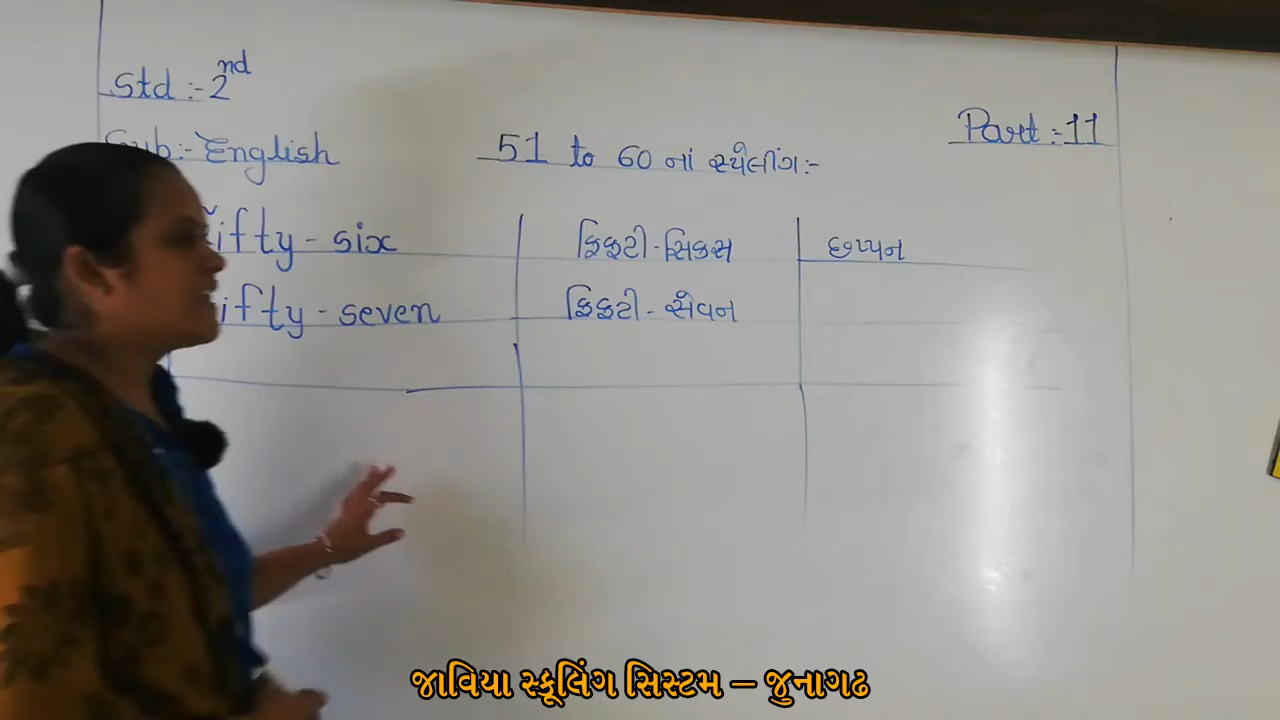 Std :- 2nd
Sub :- English
51 to 60 નાં સ્પેલીંગ :-
Part :- 11
fifty - six ફિફ્ટી - સિક્સ છપ્પન
fifty - seven ફિફ્ટી - સેવન
જાવિયા સ્કૂલિંગ સિસ્ટમ – જુનાગઢ